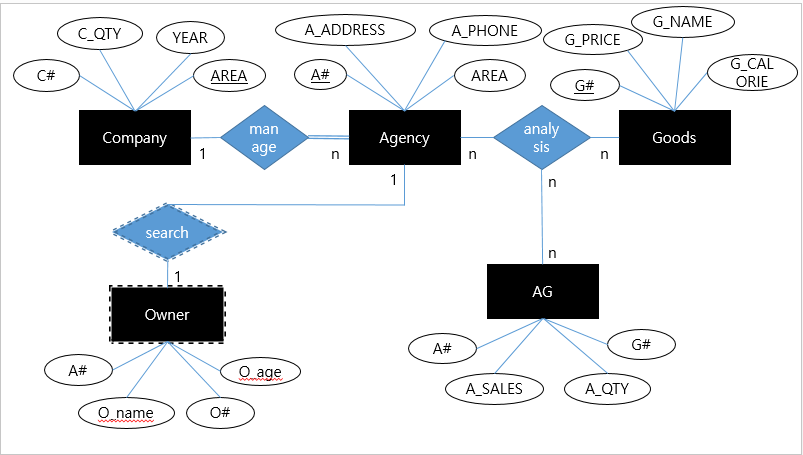 C_QTY
YEAR
C#
AREA
A_ADDRESS
A_PHONE
A#
AREA
G_NAME
G_PRICE
G_CAL
ORIE
G#
Company
1
man
age
n
Agency
n
analy
sis
n
Goods
1
n
search
1
n
Owner
AG
A#
O_age
O_name
O#
A#
G#
A_SALES
A_QTY